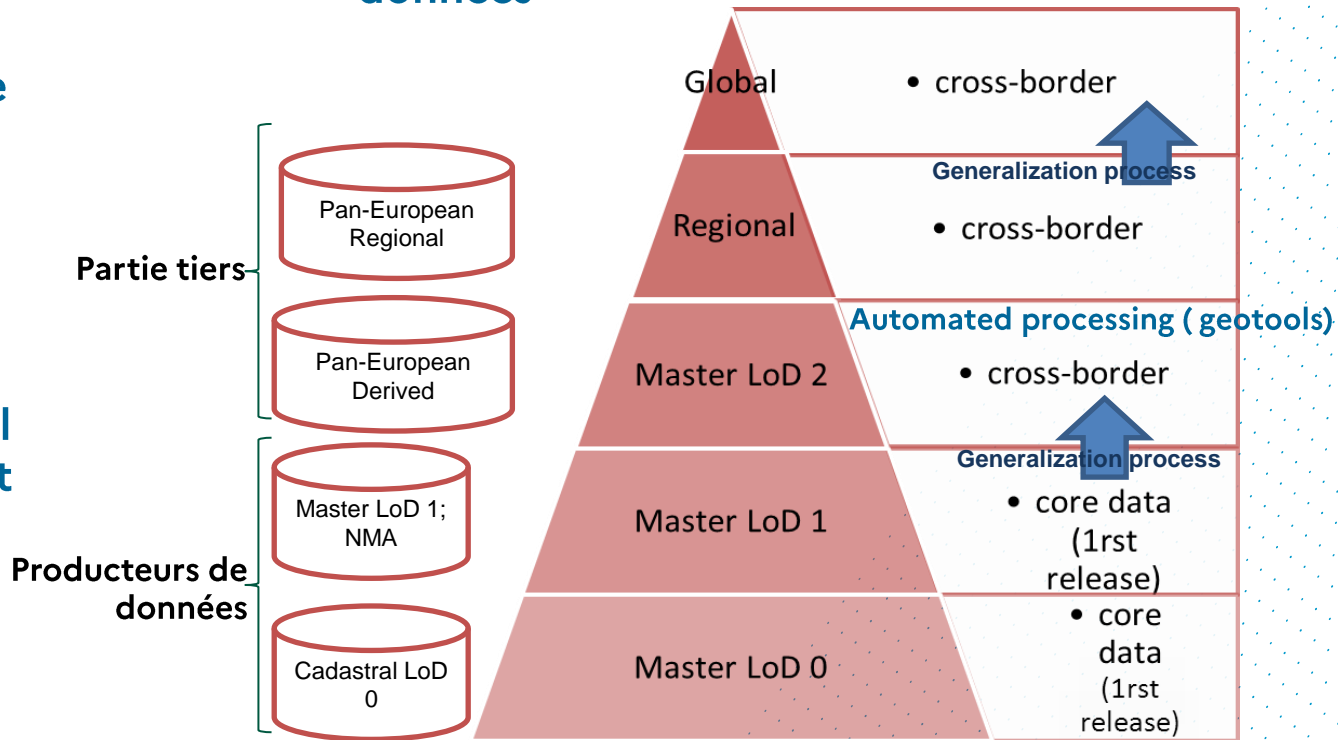 données
e
l
t
Partie tiers
Producteurs de
données
Pan-European
Regional
Pan-European
Derived
Master LoD 1;
NMA
Cadastral LoD
0
Global
• cross-border
Generalization process
Regional
• cross-border
Automated processing ( geotools)
Master LoD 2
• cross-border
Generalization process
Master LoD 1
• core data
(1rst
release)
Master LoD 0
• core
data
(1rst
release)